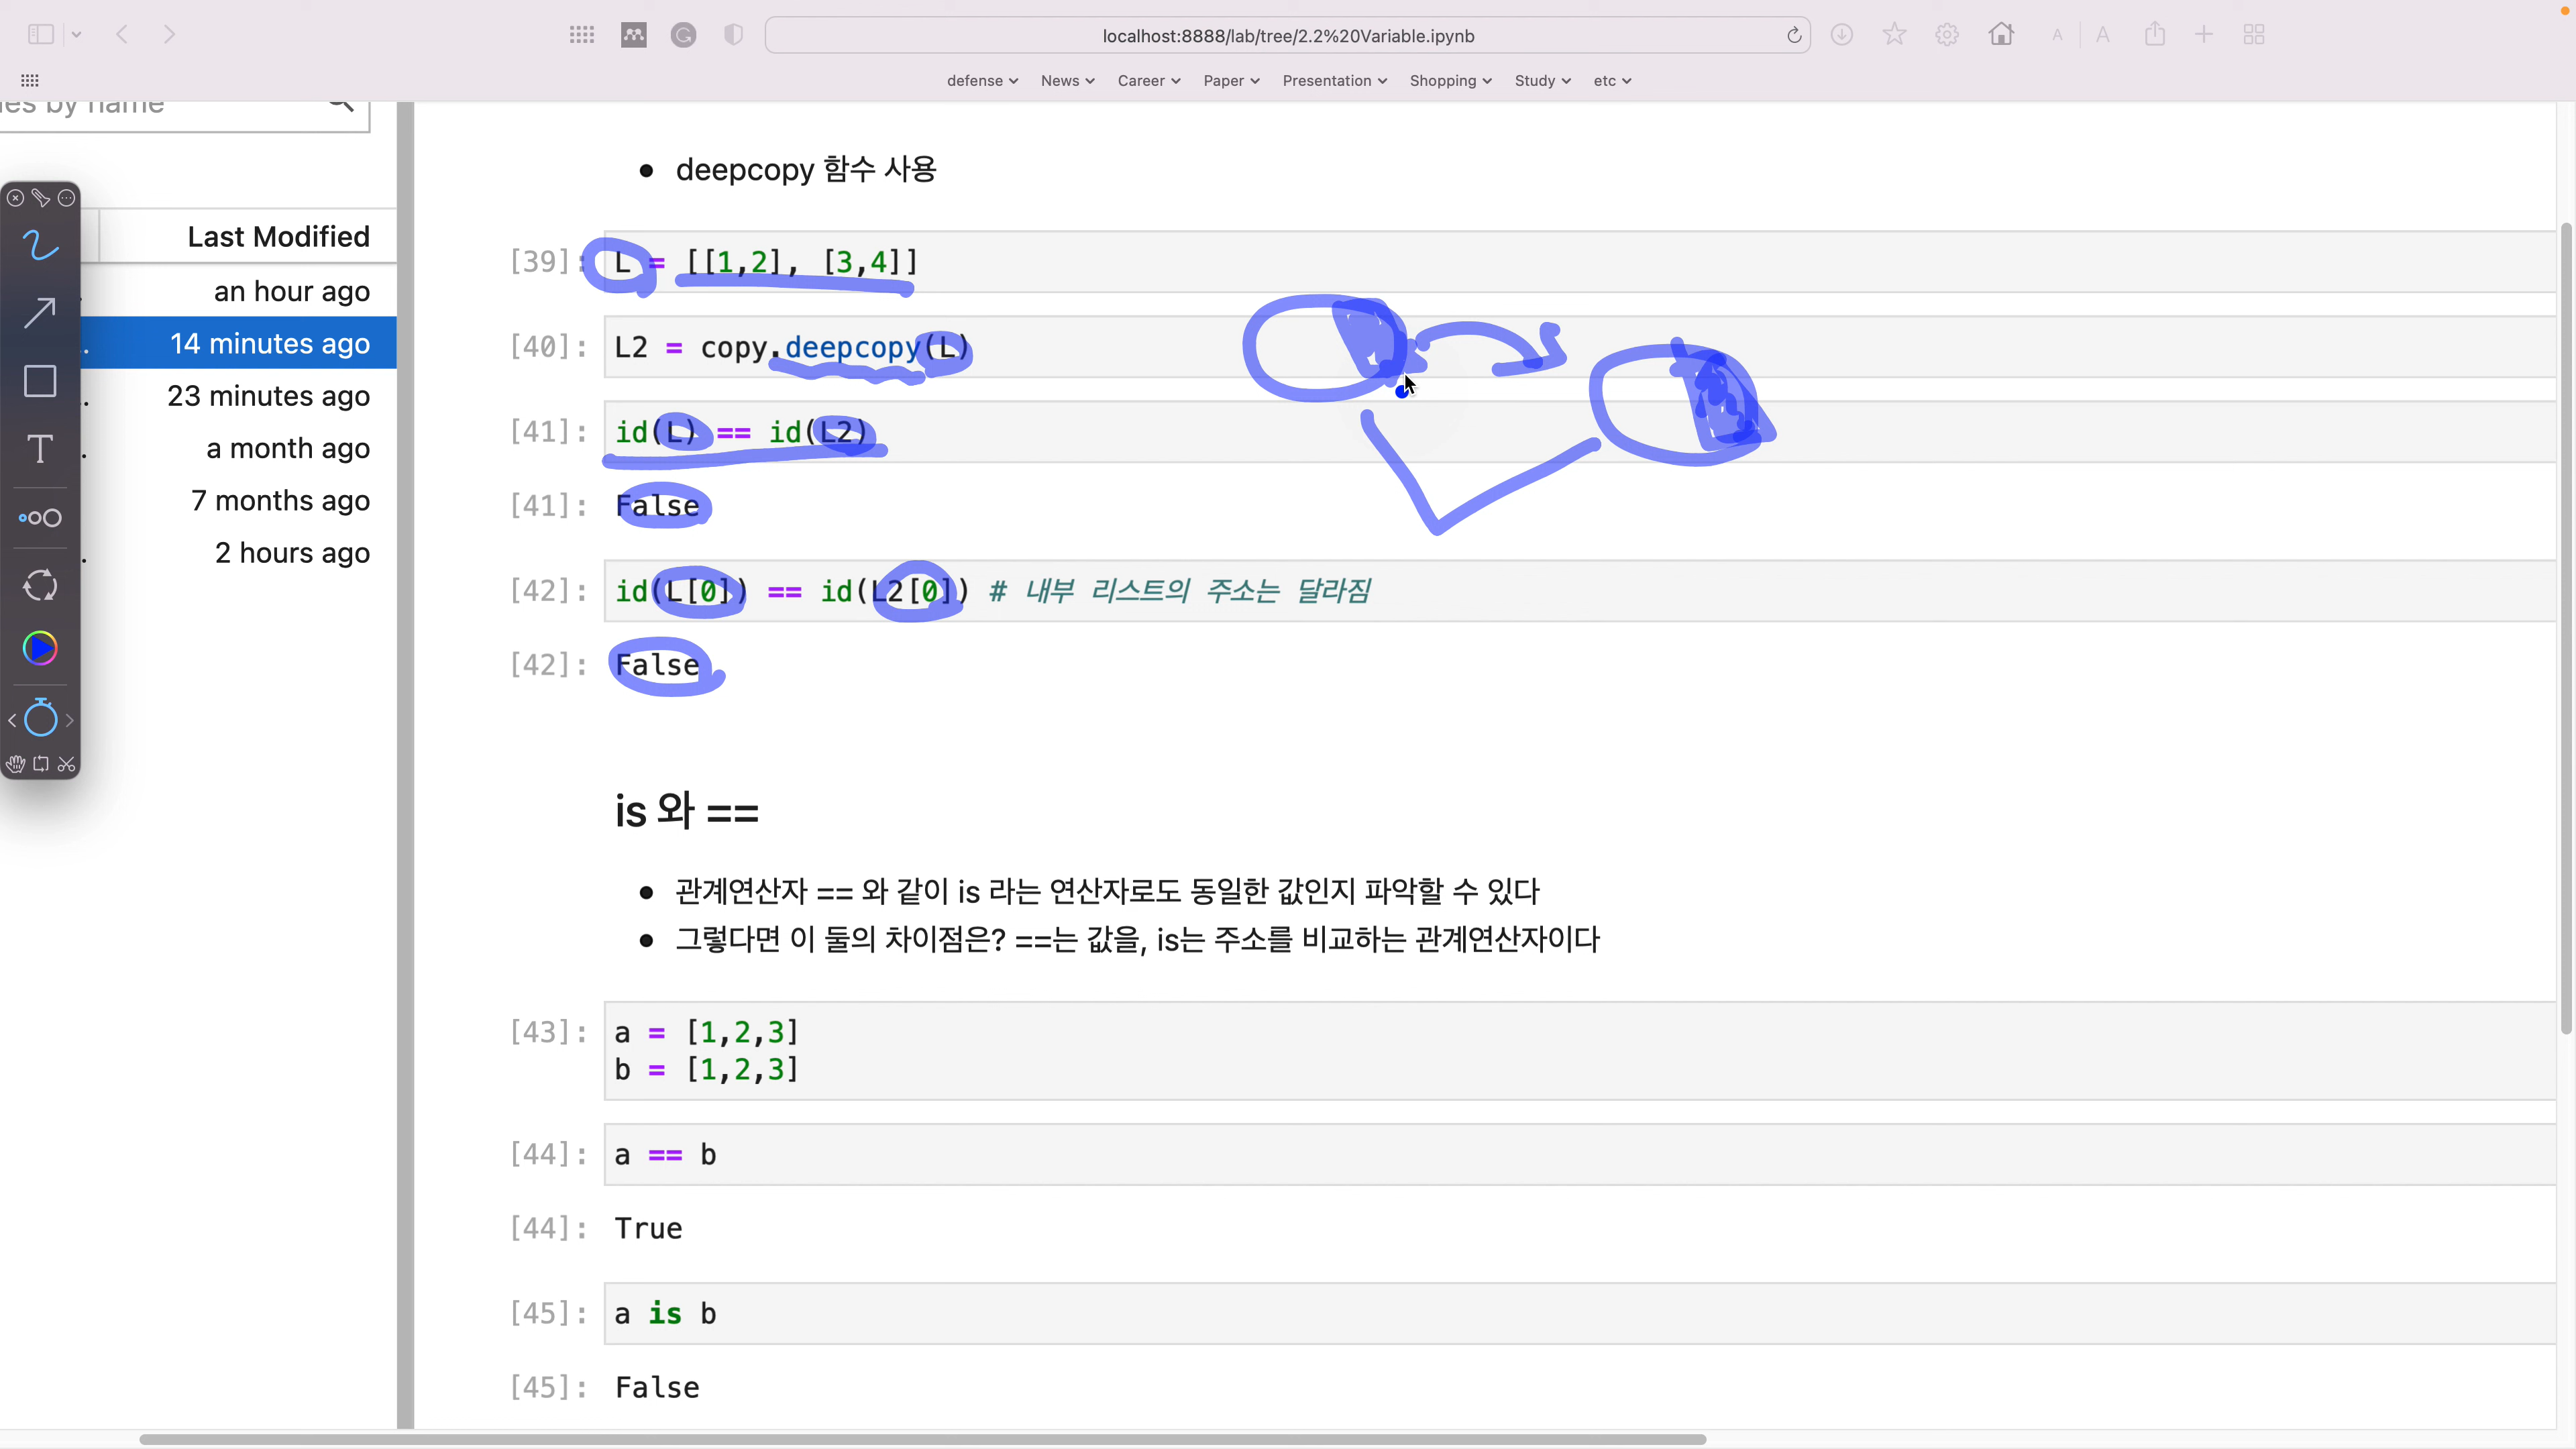 localhost:8888/lab/tree/2.2%20Variable.ipynb
A A
defense News Career Paper Presentation Shopping Study etc
by name
Last Modified
an hour ago
14 minutes ago
23 minutes ago
a month ago
7 months ago
2 hours ago
T
• deepcopy 함수 사용
[39]: L = [[1,2], [3,4]]
[40]: L2 = copy.deepcopy(L)
[41]: id(L) == id(L2)
[41]: False
[42]: id(L[0]) == id(L2[0]) # 내부 리스트의 주소는 달라짐
[42]: False
is 와 ==
• 관계연산자 == 와 같이 is 라는 연산자로도 동일한 값인지 파악할 수 있다
• 그렇다면 이 둘의 차이점은? ==는 값을, is는 주소를 비교하는 관계연산자이다
[43]: a = [1,2,3]
b = [1,2,3]
[44]: a == b
[44]: True
[45]: a is b
[45]: False